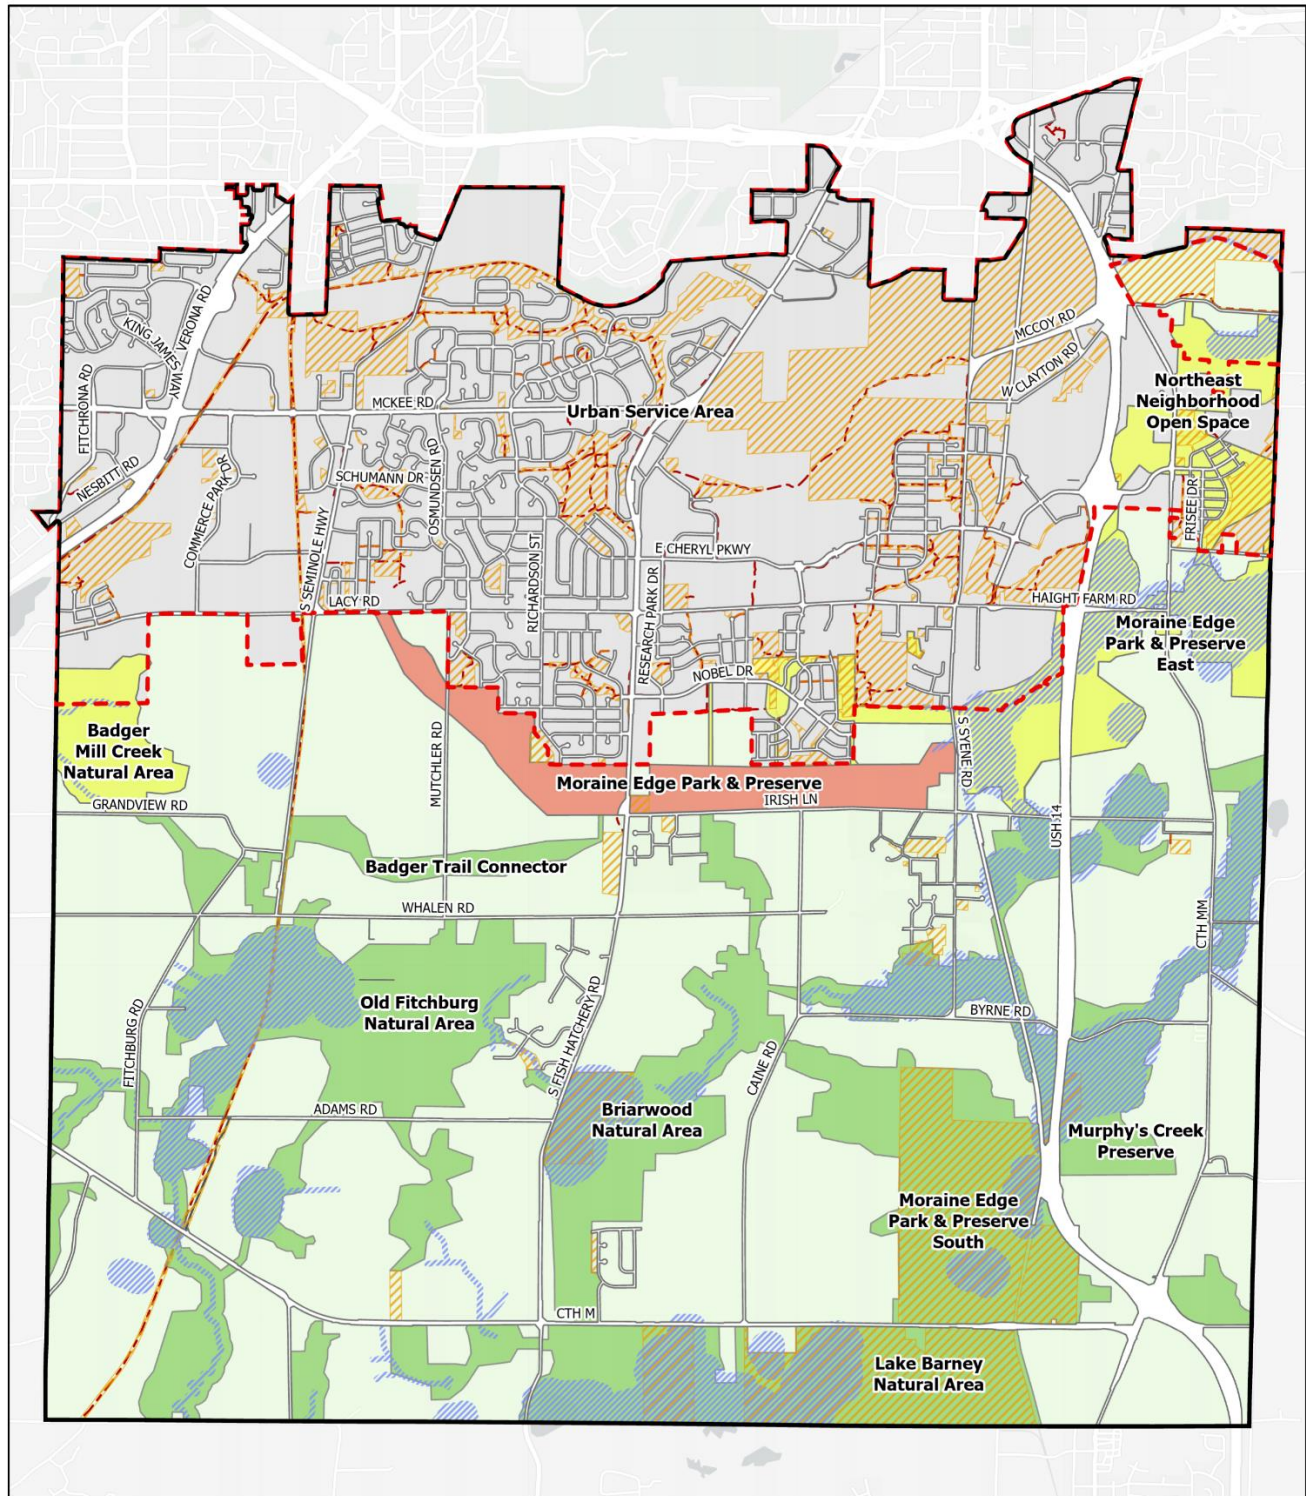 MCCOY RD
KING JAMES WAY
VERONA RD
FITCHRONA RD
W CLAYTON RD
Northeast
Neighborhood
Open Space
MCKEE RD
Urban Service Area
NESBITT RD
COMMERCE PARK DR
SCHUMANN DR
OSMUNDSEN RD
S SEMINOLE HWY
RICHARDSON ST
E CHERYL PKWY
FRISEE DR
LACY RD
HAIGHT FARM RD
RESEARCH PARK DR
NOBEL DR
Moraine Edge
Park & Preserve
East
Badger
Mill Creek
Natural Area
MUTCHLER RD
S SYENE RD
Moraine Edge Park & Preserve
IRISH LN
GRANDVIEW RD
USH 14
Badger Trail Connector
WHALEN RD
CTH MM
Old Fitchburg
Natural Area
FITCHBURG RD
S FISH HATCHERY RD
BYRNE RD
CAINE RD
ADAMS RD
Briarwood
Natural Area
Murphy's Creek
Preserve
Moraine Edge
Park & Preserve
South
CTH M
Lake Barney
Natural Area